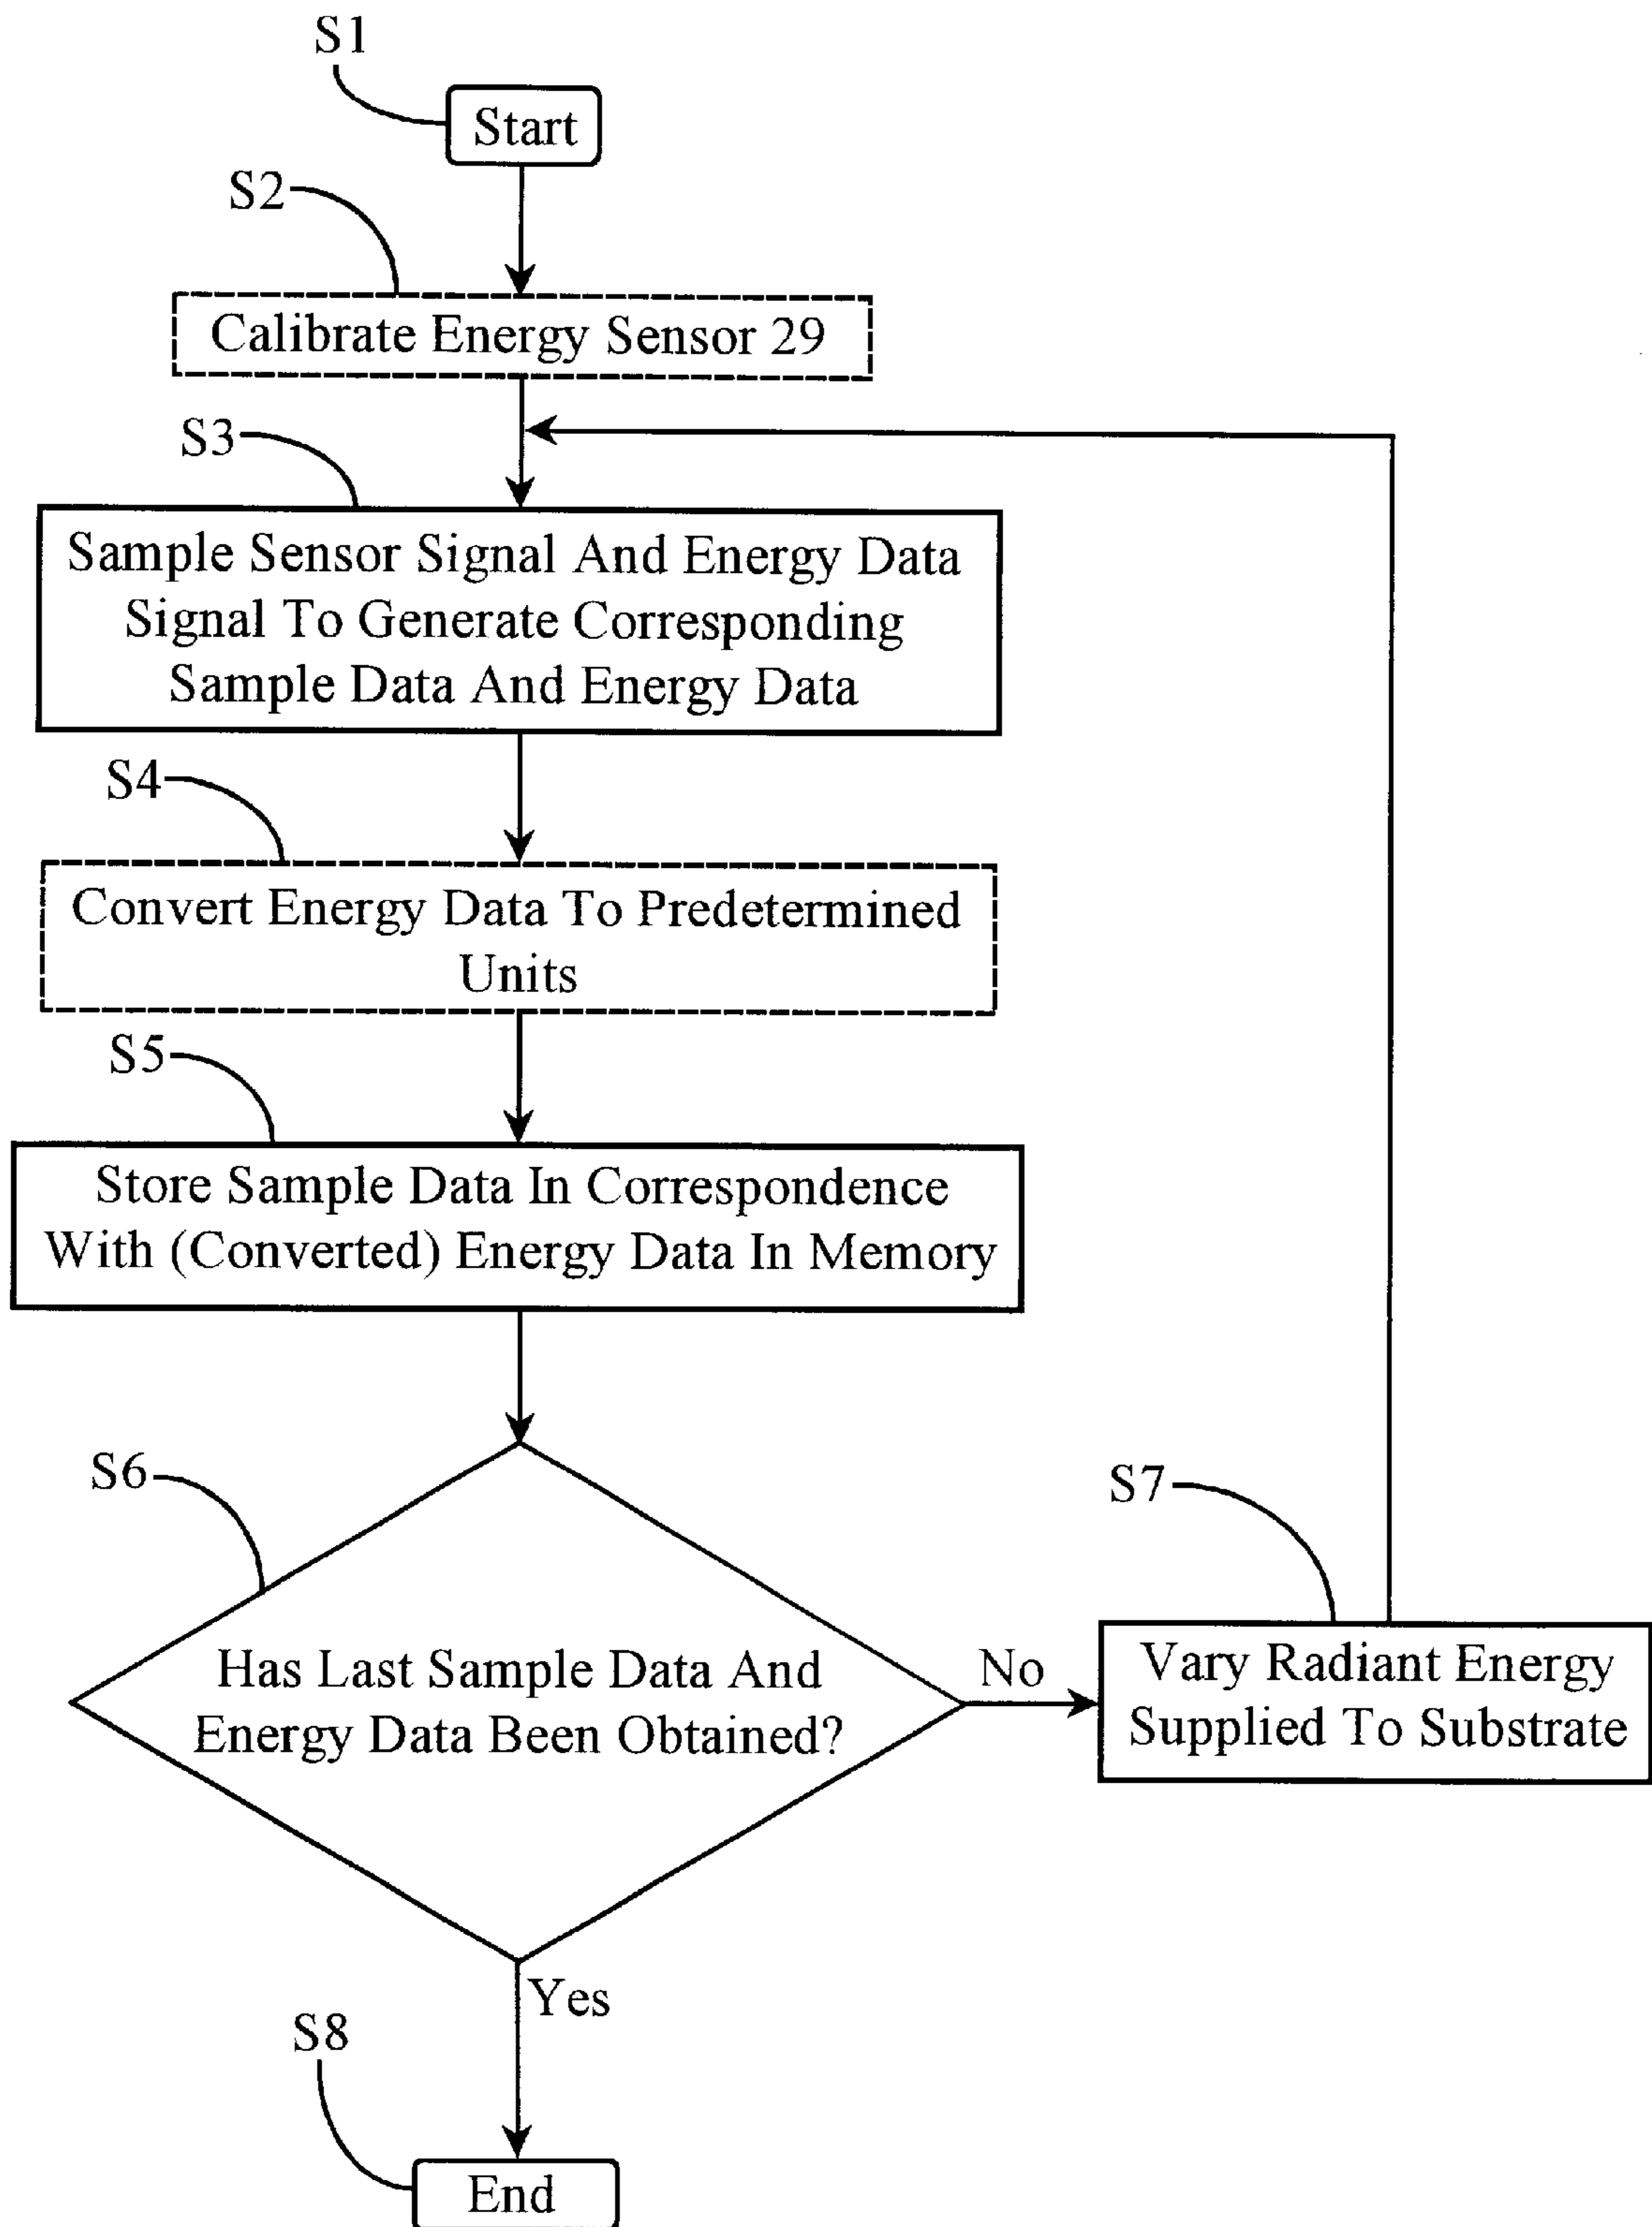 S1
Start
S2
Calibrate Energy Sensor 29
S3
Sample Sensor Signal And Energy Data
Signal To Generate Corresponding
Sample Data And Energy Data
S4
Convert Energy Data To Predetermined
Units
S5
Store Sample Data In Correspondence
With (Converted) Energy Data In Memory
S6
Has Last Sample Data And
Energy Data Been Obtained?
No
S7
Vary Radiant Energy
Supplied To Substrate
Yes
S8
End